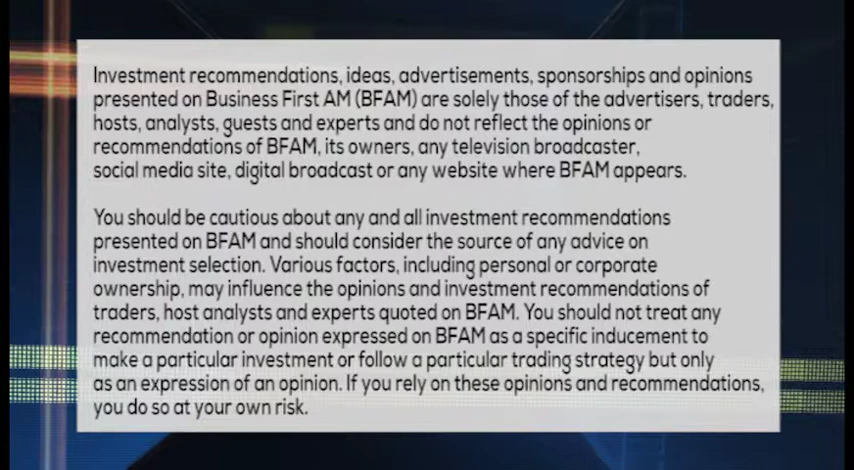 Investment recommendations, ideas, advertisements, sponsorships and opinions
presented on Business First AM (BFAM) are solely those of the advertisers, traders,
hosts, analysts, guests and experts and do not reflect the opinions or
recommendations of BFAM, its owners, any television broadcaster,
social media site, digital broadcast or any website where BFAM appears.
You should be cautious about any and all investment recommendations
presented on BFAM and should consider the source of any advice on
investment selection. Various factors, including personal or corporate
ownership, may influence the opinions and investment recommendations of
traders, host analysts and experts quoted on BFAM. You should not treat any
recommendation or opinion expressed on BFAM as a specific inducement to
make a particular investment or follow a particular trading strategy but only
as an expression of an opinion. If you rely on these opinions and recommendations,
you do so at your own risk.